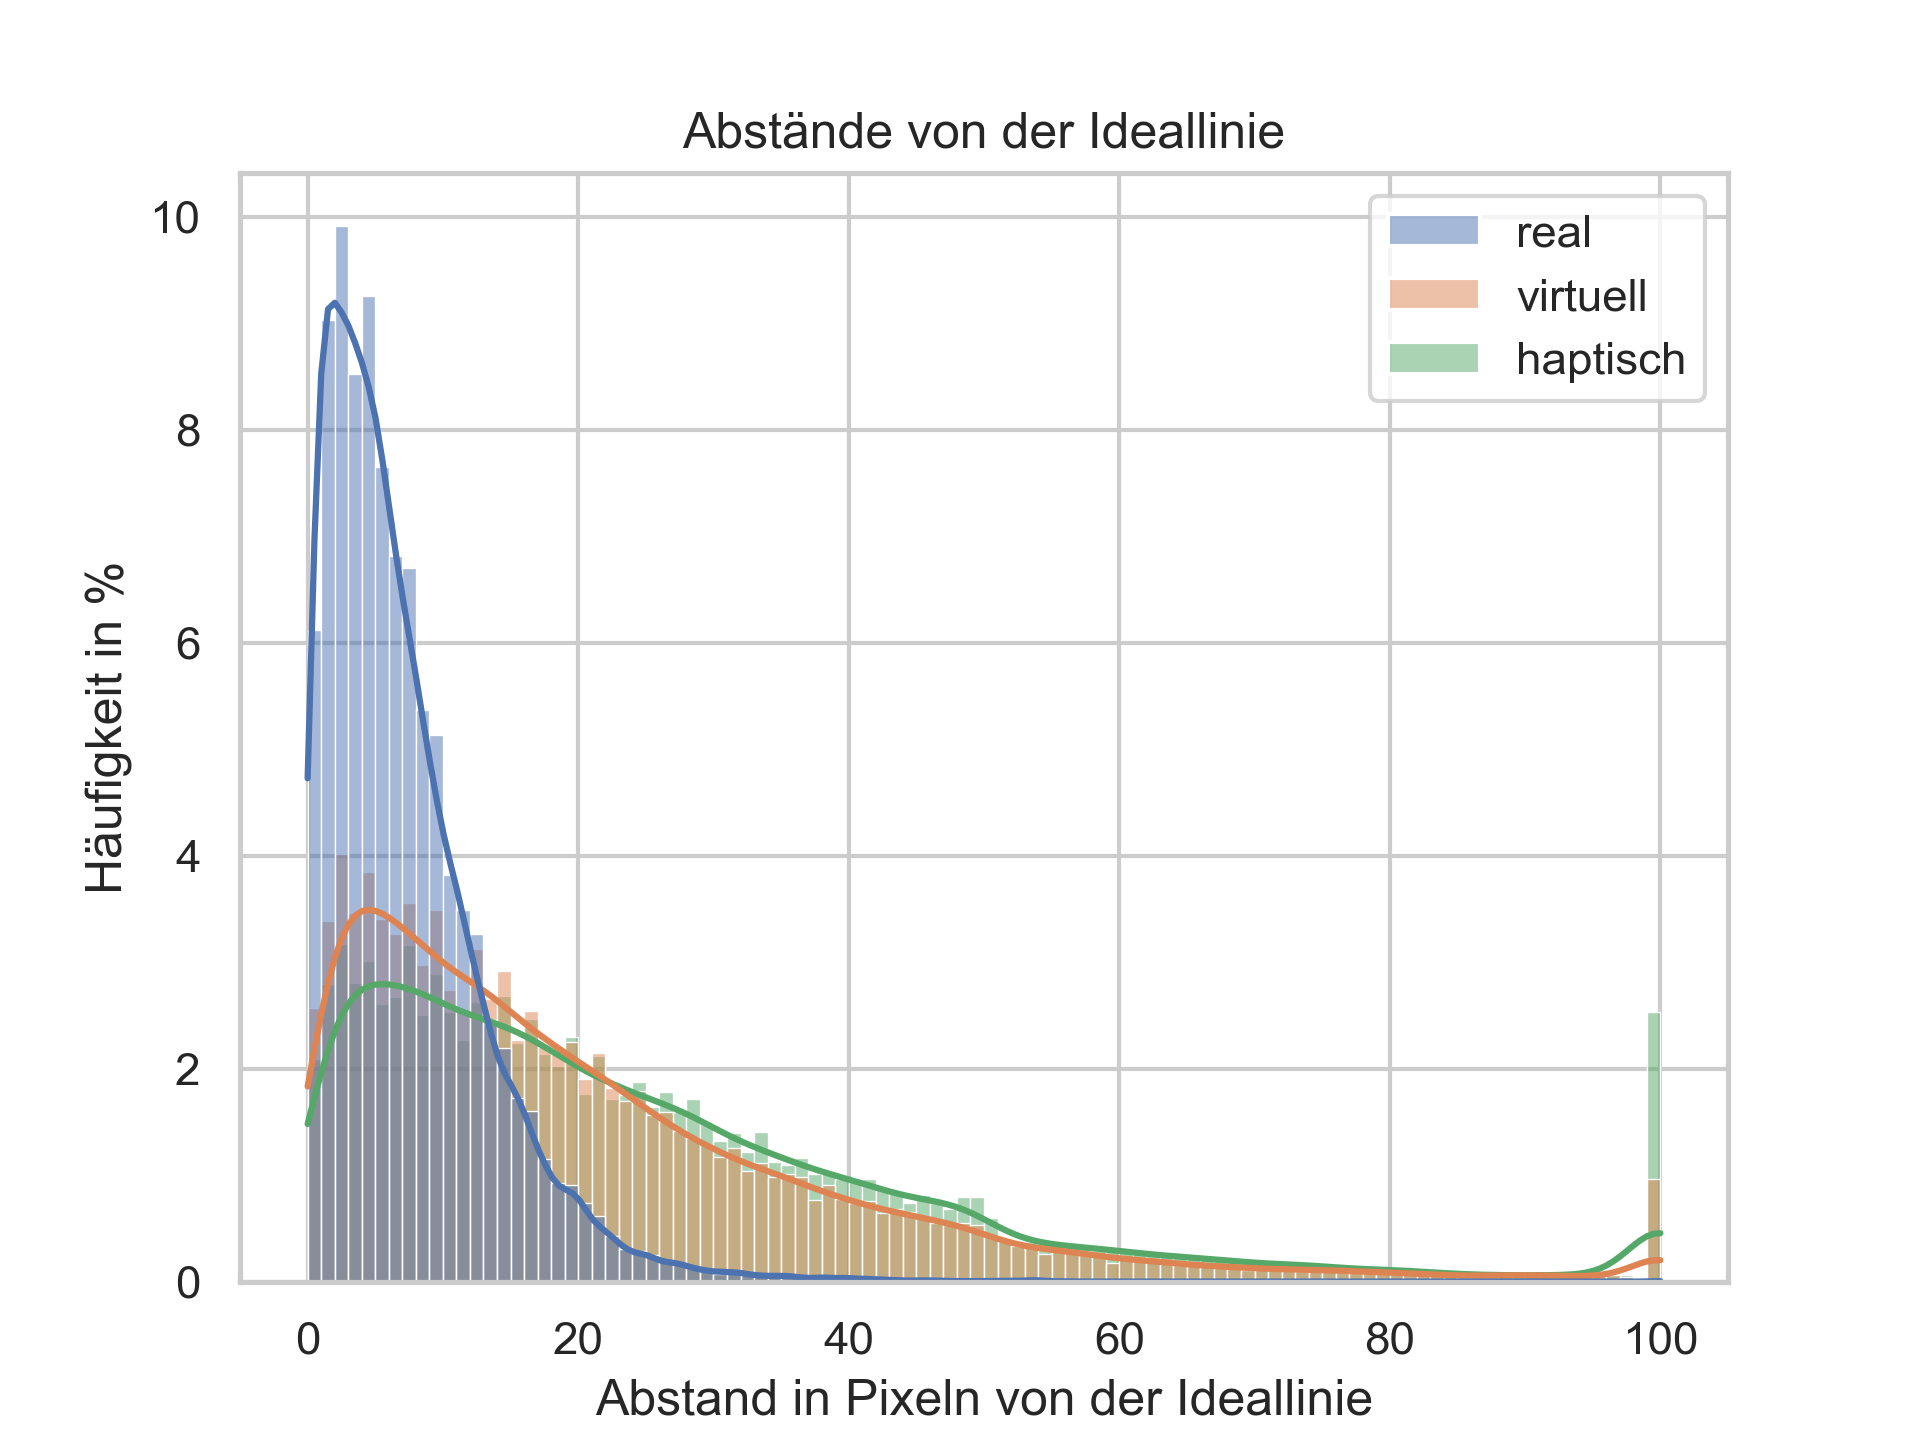 Abstände von der Ideallinie
real
virtuell
haptisch
Häufigkeit in %
10
8
6
4
2
0
0 20 40 60 80 100
Abstand in Pixeln von der Ideallinie